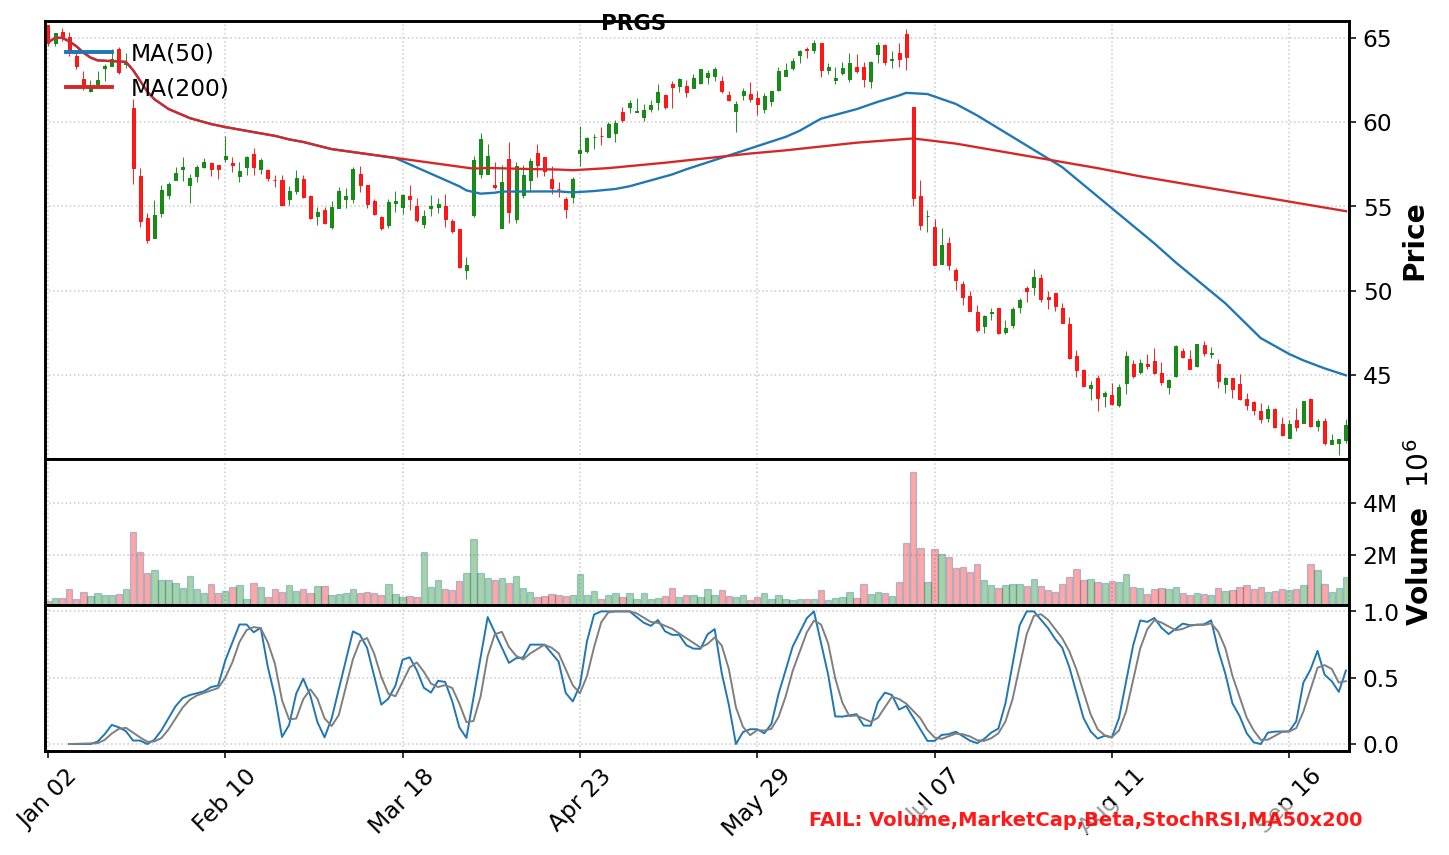 PRGS
MA(50)
MA(200)
65
60
55
50
45
Price
10⁶
4M
2M
Volume
1.0
0.5
0.0
Jan 02
Feb 10
Mar 18
Apr 23
May 29
Jul 07
Aug 11
Sep 16
FAIL: Volume,MarketCap,Beta,StochRSI,MA50x200